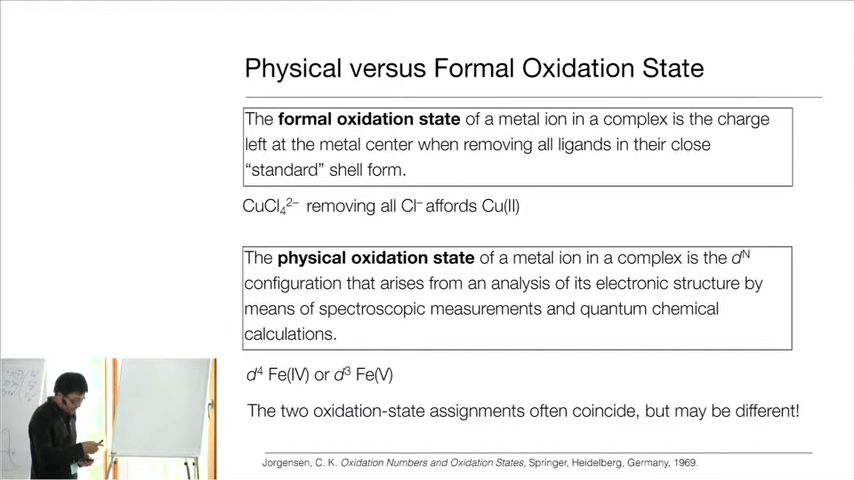 Physical versus Formal Oxidation State
The formal oxidation state of a metal ion in a complex is the charge
left at the metal center when removing all ligands in their close
“standard” shell form.
CuCl₄²⁻ removing all Cl⁻ affords Cu(II)
The physical oxidation state of a metal ion in a complex is the dᴺ
configuration that arises from an analysis of its electronic structure by
means of spectroscopic measurements and quantum chemical
calculations.
d⁴ Fe(IV) or d³ Fe(V)
The two oxidation-state assignments often coincide, but may be different!
Jorgensen, C. K. Oxidation Numbers and Oxidation States, Springer, Heidelberg, Germany, 1969.